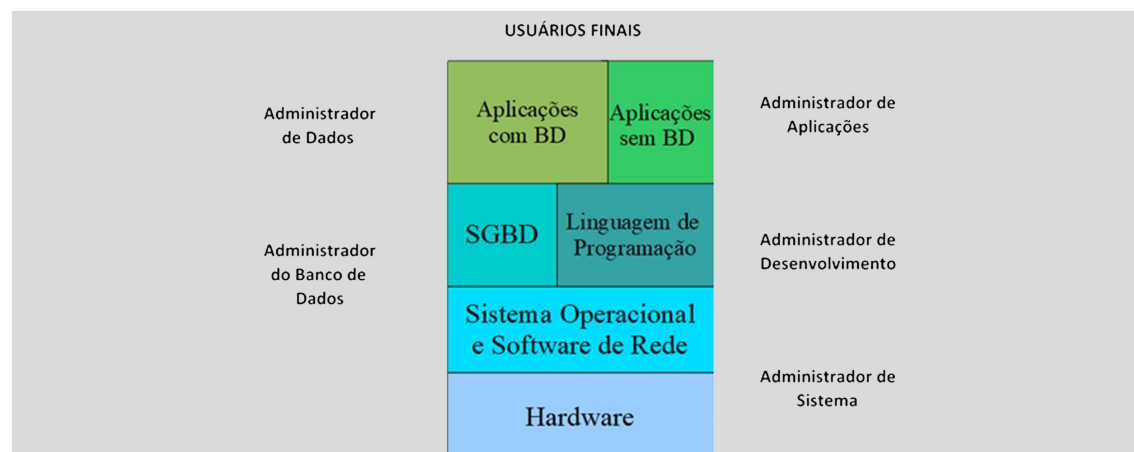 USUÁRIOS FINAIS
Administrador
de Dados
Aplicações
com BD
Aplicações
sem BD
Administrador de
Aplicações
Administrador
do Banco de
Dados
SGBD
Linguagem de
Programação
Administrador de
Desenvolvimento
Sistema Operacional
e Software de Rede
Administrador de
Sistema
Hardware